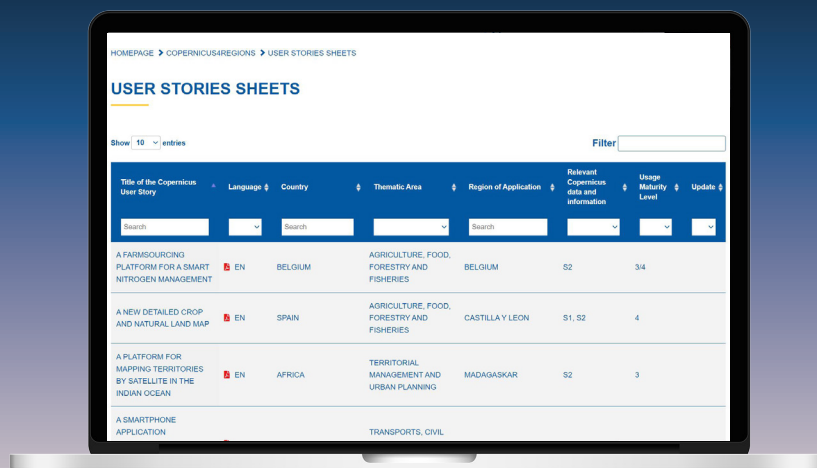 HOMEPAGE > COPERNICUS4REGIONS > USER STORIES SHEETS
USER STORIES SHEETS
Show 10 entries
Filter
Title of the Copernicus User Story
Language
Country
Thematic Area
Region of Application
Relevant Copernicus data and information
Usage Maturity Level
Update
Search
Search
Search
A FARMSOURCING
PLATFORM FOR A SMART
NITROGEN MANAGEMENT
EN
BELGIUM
AGRICULTURE, FOOD,
FORESTRY AND
FISHERIES
BELGIUM
S2
3/4
A NEW DETAILED CROP
AND NATURAL LAND MAP
EN
SPAIN
AGRICULTURE, FOOD,
FORESTRY AND
FISHERIES
CASTILLA Y LEON
S1, S2
4
A PLATFORM FOR
MAPPING TERRITORIES
BY SATELLITE IN THE
INDIAN OCEAN
EN
AFRICA
TERRITORIAL
MANAGEMENT AND
URBAN PLANNING
MADAGASKAR
S2
3
A SMARTPHONE
APPLICATION
TRANSPORTS, CIVIL